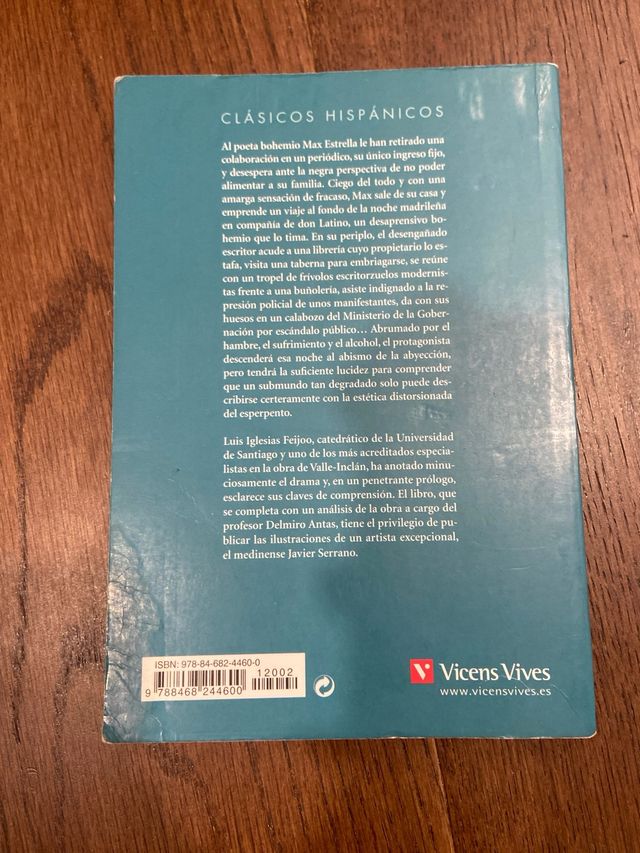 CLÁSICOS HISPÁNICOS
Al poeta bohemio Max Estrella le han retirado una
colaboración en un periódico, su único ingreso fijo,
y desespera ante la negra perspectiva de no poder
alimentar a su familia. Ciego del todo y con una
amarga sensación de fracaso, Max sale de su casa y
emprende un viaje al fondo de la noche madrileña
en compañía de don Latino, un desaprensivo bo-
hemio que lo tima. En su periplo, el desengañado
escritor acude a una librería cuyo propietario lo es-
tafa, visita una taberna para embriagarse, se reúne
con un tropel de frívolos escritorzuelos modernis-
tas frente a una buñolería, asiste indignado a la re-
presión policial de unos manifestantes, da con sus
huesos en un calabozo del Ministerio de la Gober-
nación por escándalo público… Abrumado por el
hambre, el sufrimiento y el alcohol, el protagonista
descenderá esa noche al abismo de la abyección,
pero tendrá la suficiente lucidez para comprender
que un submundo tan degradado solo puede des-
cribirse certeramente con la estética distorsionada
del esperpento.
Luis Iglesias Feijoo, catedrático de la Universidad
de Santiago y uno de los más acreditados especia-
listas en la obra de Valle-Inclán, ha anotado minu-
ciosamente el drama y, en un penetrante prólogo,
esclarece sus claves de comprensión. El libro, que
se completa con un análisis de la obra a cargo del
profesor Delmiro Antas, tiene el privilegio de pu-
blicar las ilustraciones de un artista excepcional,
el medinense Javier Serrano.
ISBN: 978-84-682-4460-0
12002
9 788468 244600
Vicens Vives
www.vicensvives.es